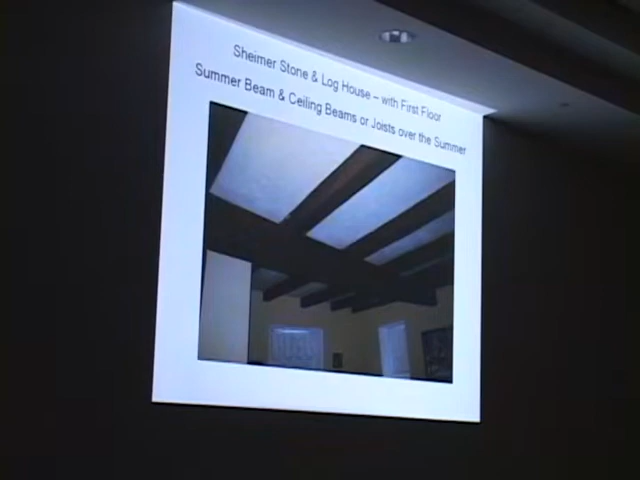 Sheimer Stone & Log House – with First Floor
Summer Beam & Ceiling Beams or Joists over the Summer